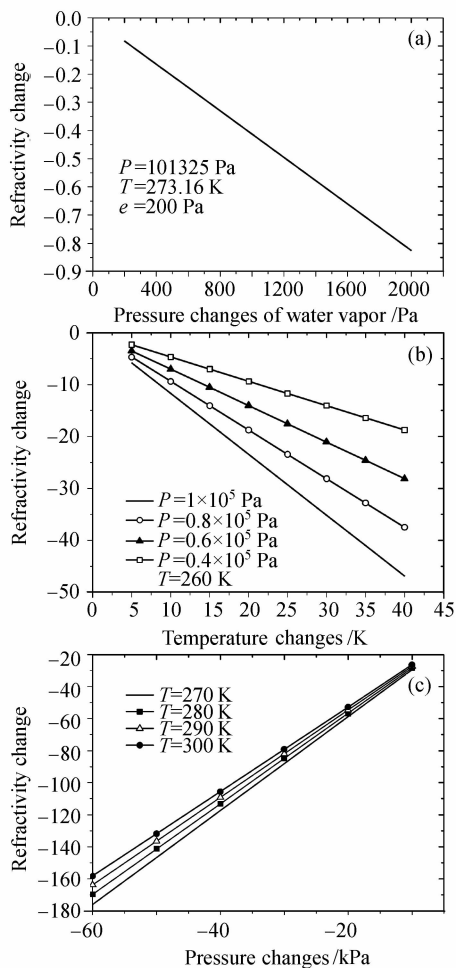 (a)
0.0
−0.1
−0.2
−0.3
−0.4
−0.5
−0.6
−0.7
−0.8
−0.9
Refractivity change
P=101325 Pa
T=273.16 K
e =200 Pa
0 400 800 1200 1600 2000
Pressure changes of water vapor /Pa
(b)
0
−10
−20
−30
−40
−50
Refractivity change
P=1×10⁵ Pa
P=0.8×10⁵ Pa
P=0.6×10⁵ Pa
P=0.4×10⁵ Pa
T=260 K
0 5 10 15 20 25 30 35 40 45
Temperature changes /K
(c)
−20
−40
−60
−80
−100
−120
−140
−160
−180
Refractivity change
T=270 K
T=280 K
T=290 K
T=300 K
−60 −40 −20
Pressure changes /kPa